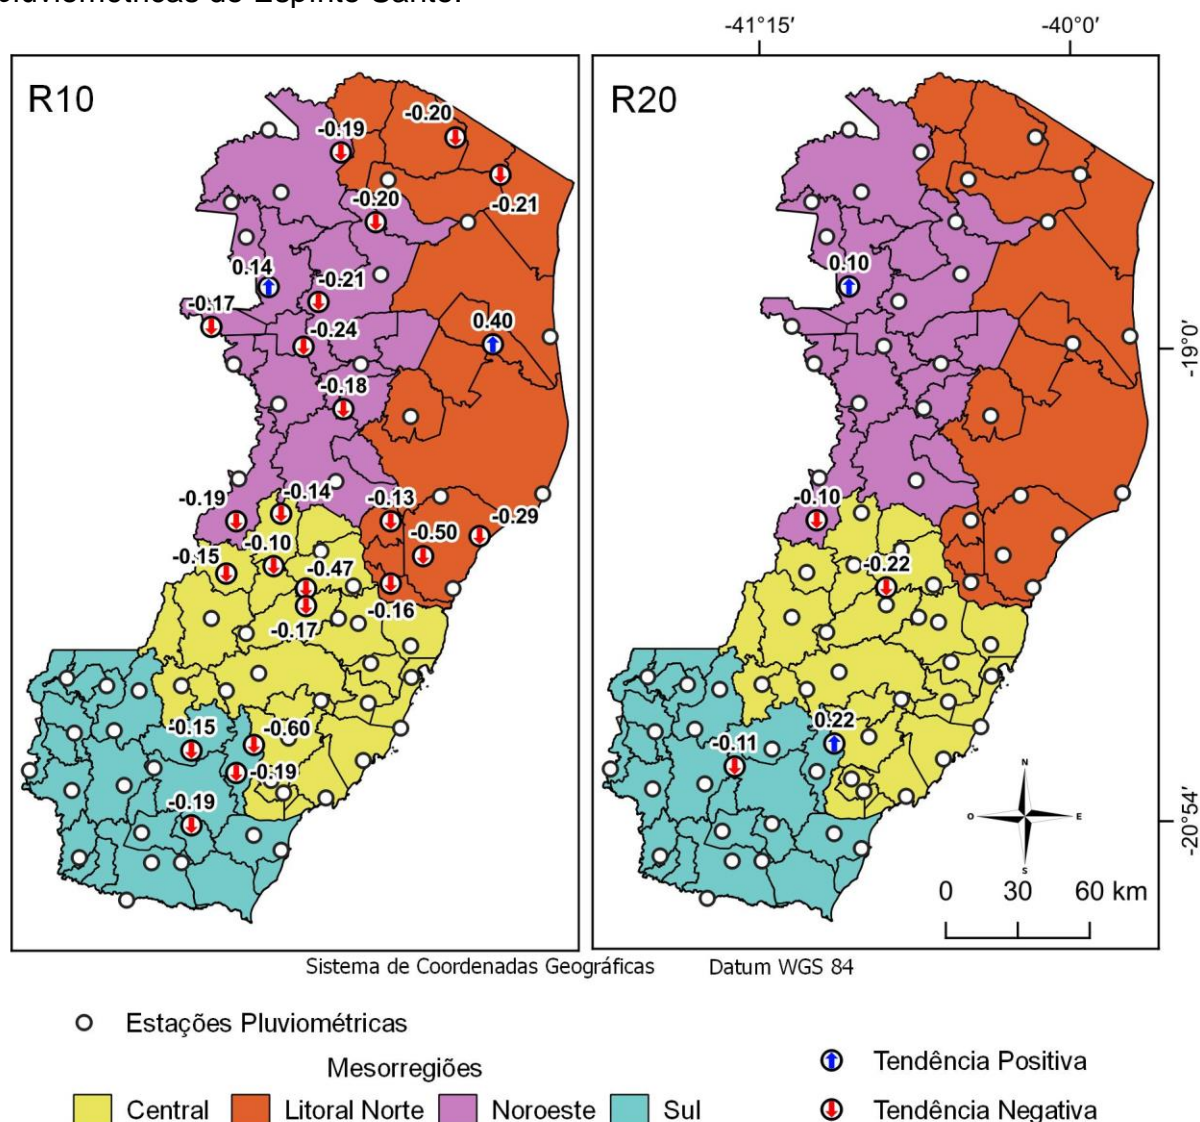 pluviométricas do Espírito Santo.
-41°15′ -40°0′
R10
R20
-0.19
-0.20
-0.20
-0.21
0.14
-0.21
-0.17
-0.24
0.40
-0.18
-0.19
-0.14
-0.13
-0.29
-0.50
-0.15
-0.10
-0.47
-0.16
-0.17
-0.15
-0.60
-0.19
-0.19
0.10
-0.10
-0.22
0.22
-0.11
-19°0′
-20°54′
N
O E
S
0 30 60 km
Sistema de Coordenadas Geográficas Datum WGS 84
Estações Pluviométricas
Mesorregiões
Central Litoral Norte Noroeste Sul
Tendência Positiva
Tendência Negativa